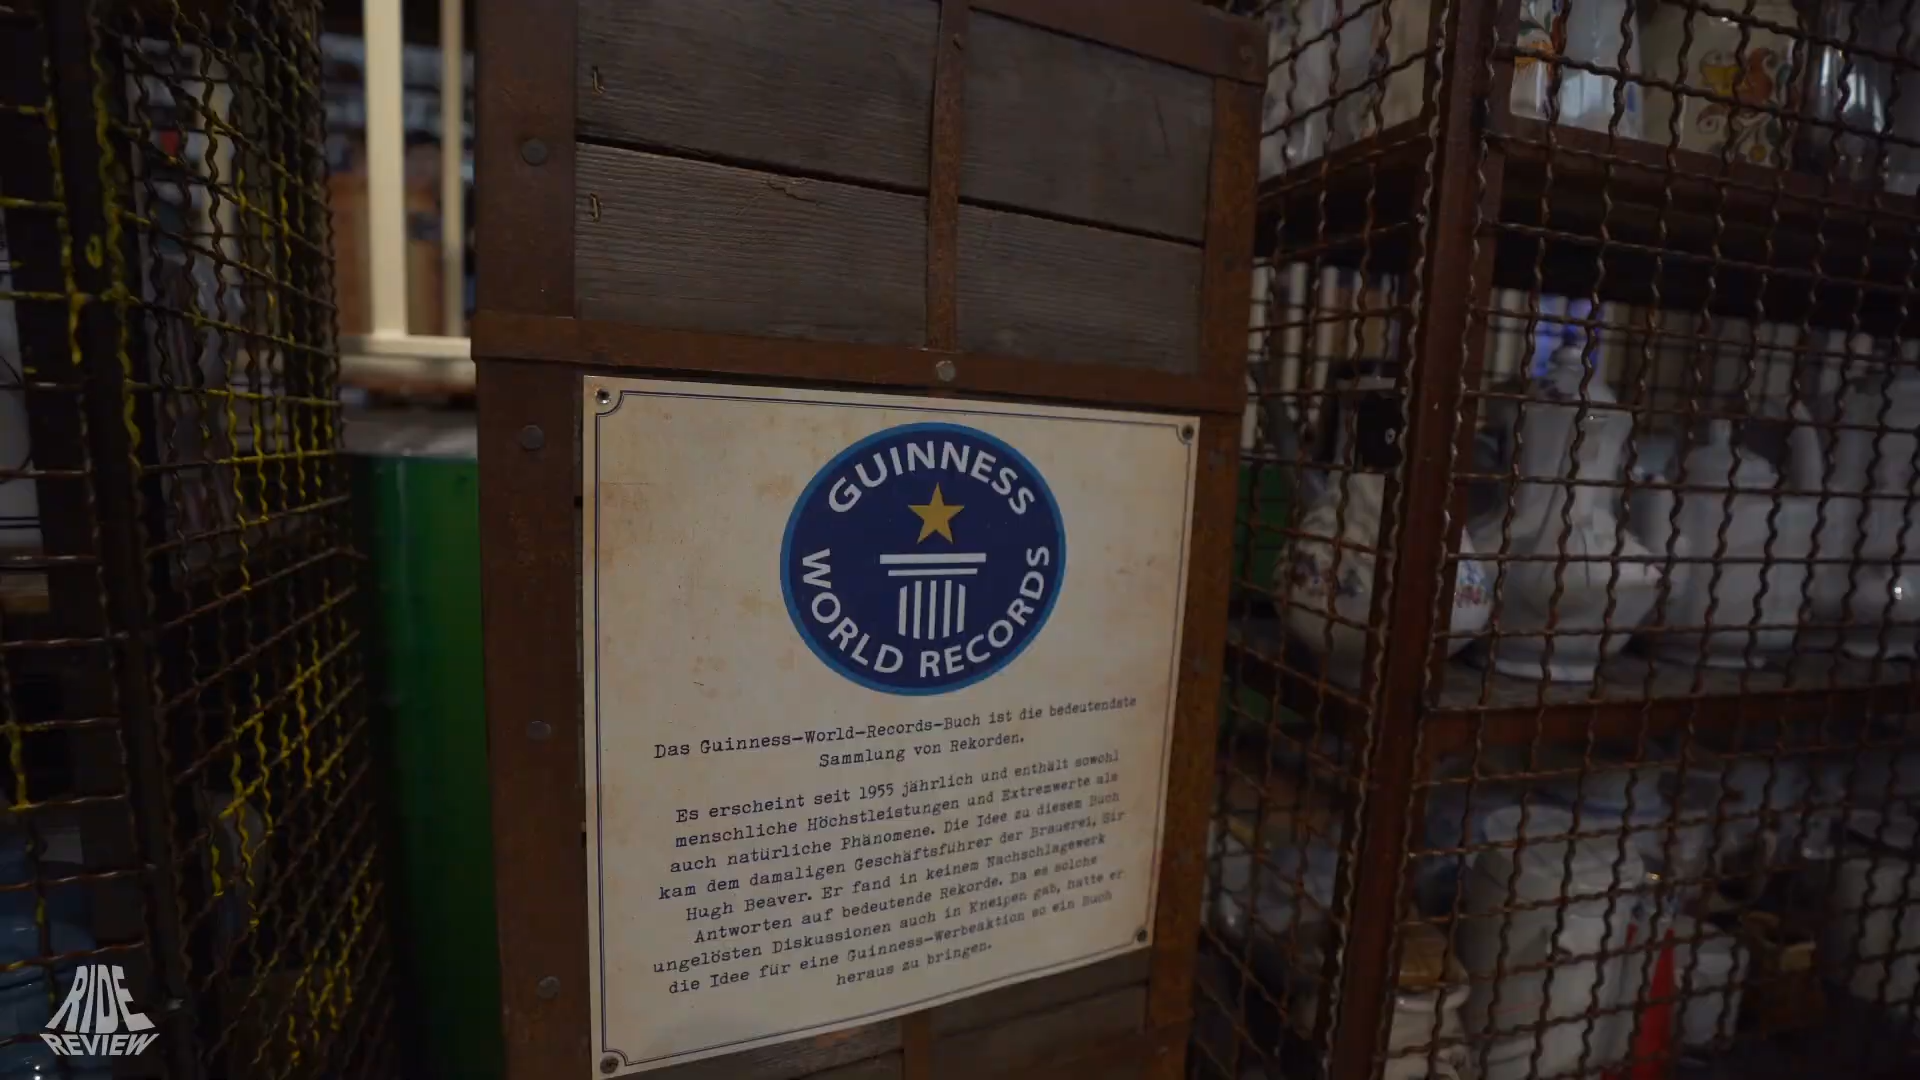 GUINNESS
WORLD RECORDS
Das Guinness-World-Records-Buch ist die bedeutendste
Sammlung von Rekorden.
Es erscheint seit 1955 jährlich und enthält sowohl
menschliche Höchstleistungen und Extremwerte als
auch natürliche Phänomene. Die Idee zu diesem Buch
kam dem damaligen Geschäftsführer der Brauerei, Sir
Hugh Beaver. Er fand in keinem Nachschlagewerk
Antworten auf bedeutende Rekorde. Da es solche
ungelösten Diskussionen auch in Kneipen gab, hatte er
die Idee für eine Guinness-Werbeaktion so ein Buch
heraus zu bringen.
RIDE
REVIEW